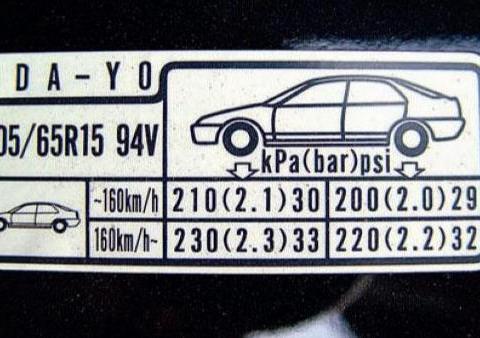 DA-YO
05/65R15 94V
kPa(bar)psi
~160km/h 210(2.1)30 200(2.0)29
160km/h~ 230(2.3)33 220(2.2)32